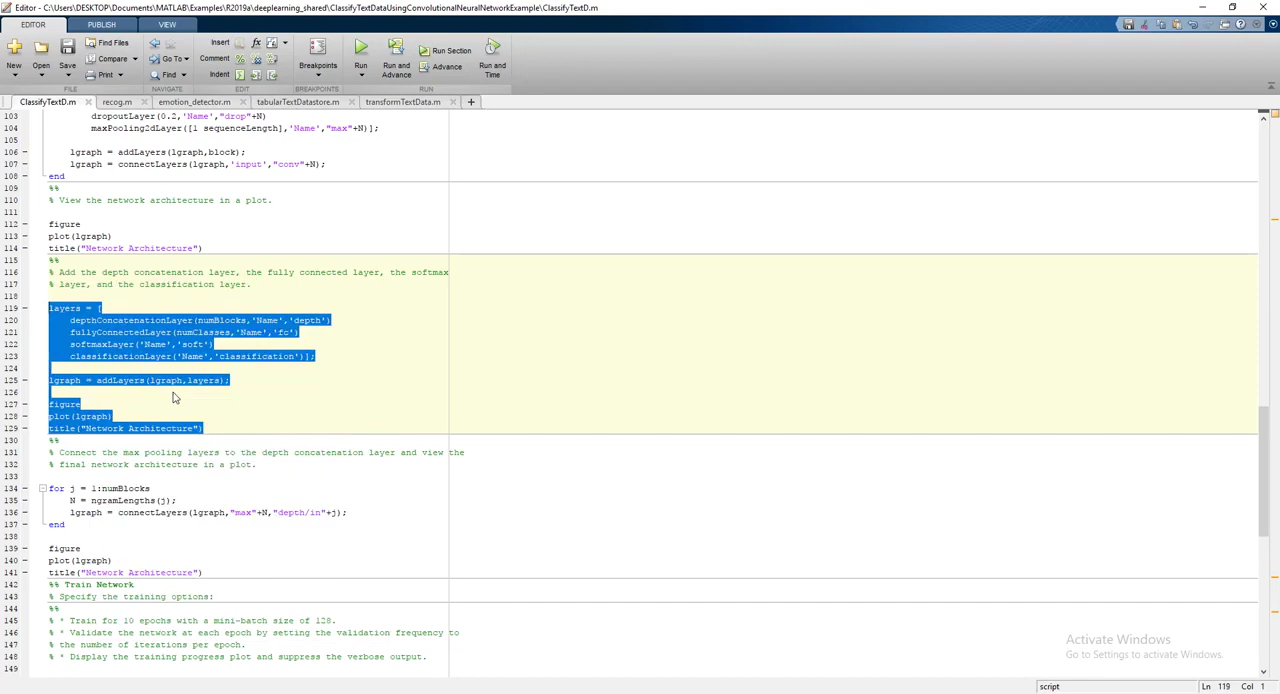 Editor - C:\Users\DESKTOP\Documents\MATLAB\Examples\R2019a\deeplearning_shared\ClassifyTextDataUsingConvolutionalNeuralNetworkExample\ClassifyTextD.m
EDITOR PUBLISH VIEW
New Open Save Find Files Compare Print
Go To Find
Insert fx
Comment
Indent
Breakpoints
Run Run and Advance Run Section Advance Run and Time
FILE NAVIGATE EDIT BREAKPOINTS RUN
ClassifyTextD.m recog.m emotion_detector.m tabularTextDatastore.m transformTextData.m
103 dropoutLayer(0.2,'Name',"drop"+N)
104 maxPooling2dLayer([1 sequenceLength],'Name',"max"+N)];
105
106 lgraph = addLayers(lgraph,block);
107 lgraph = connectLayers(lgraph,'input',"conv"+N);
108 end
109 %%
110 % View the network architecture in a plot.
111
112 figure
113 plot(lgraph)
114 title("Network Architecture")
115 %%
116 % Add the depth concatenation layer, the fully connected layer, the softmax
117 % layer, and the classification layer.
118
119 layers = [
120 depthConcatenationLayer(numBlocks,'Name','depth')
121 fullyConnectedLayer(numClasses,'Name','fc')
122 softmaxLayer('Name','soft')
123 classificationLayer('Name','classification')];
124
125 lgraph = addLayers(lgraph,layers);
126
127 figure
128 plot(lgraph)
129 title("Network Architecture")
130 %%
131 % Connect the max pooling layers to the depth concatenation layer and view the
132 % final network architecture in a plot.
133
134 for j = 1:numBlocks
135 N = ngramLengths(j);
136 lgraph = connectLayers(lgraph,"max"+N,"depth/in"+j);
137 end
138
139 figure
140 plot(lgraph)
141 title("Network Architecture")
142 %% Train Network
143 % Specify the training options:
144 %%
145 % * Train for 10 epochs with a mini-batch size of 128.
146 % * Validate the network at each epoch by setting the validation frequency to
147 % the number of iterations per epoch.
148 % * Display the training progress plot and suppress the verbose output.
149
Activate Windows
Go to Settings to activate Windows.
script Ln 119 Col 1